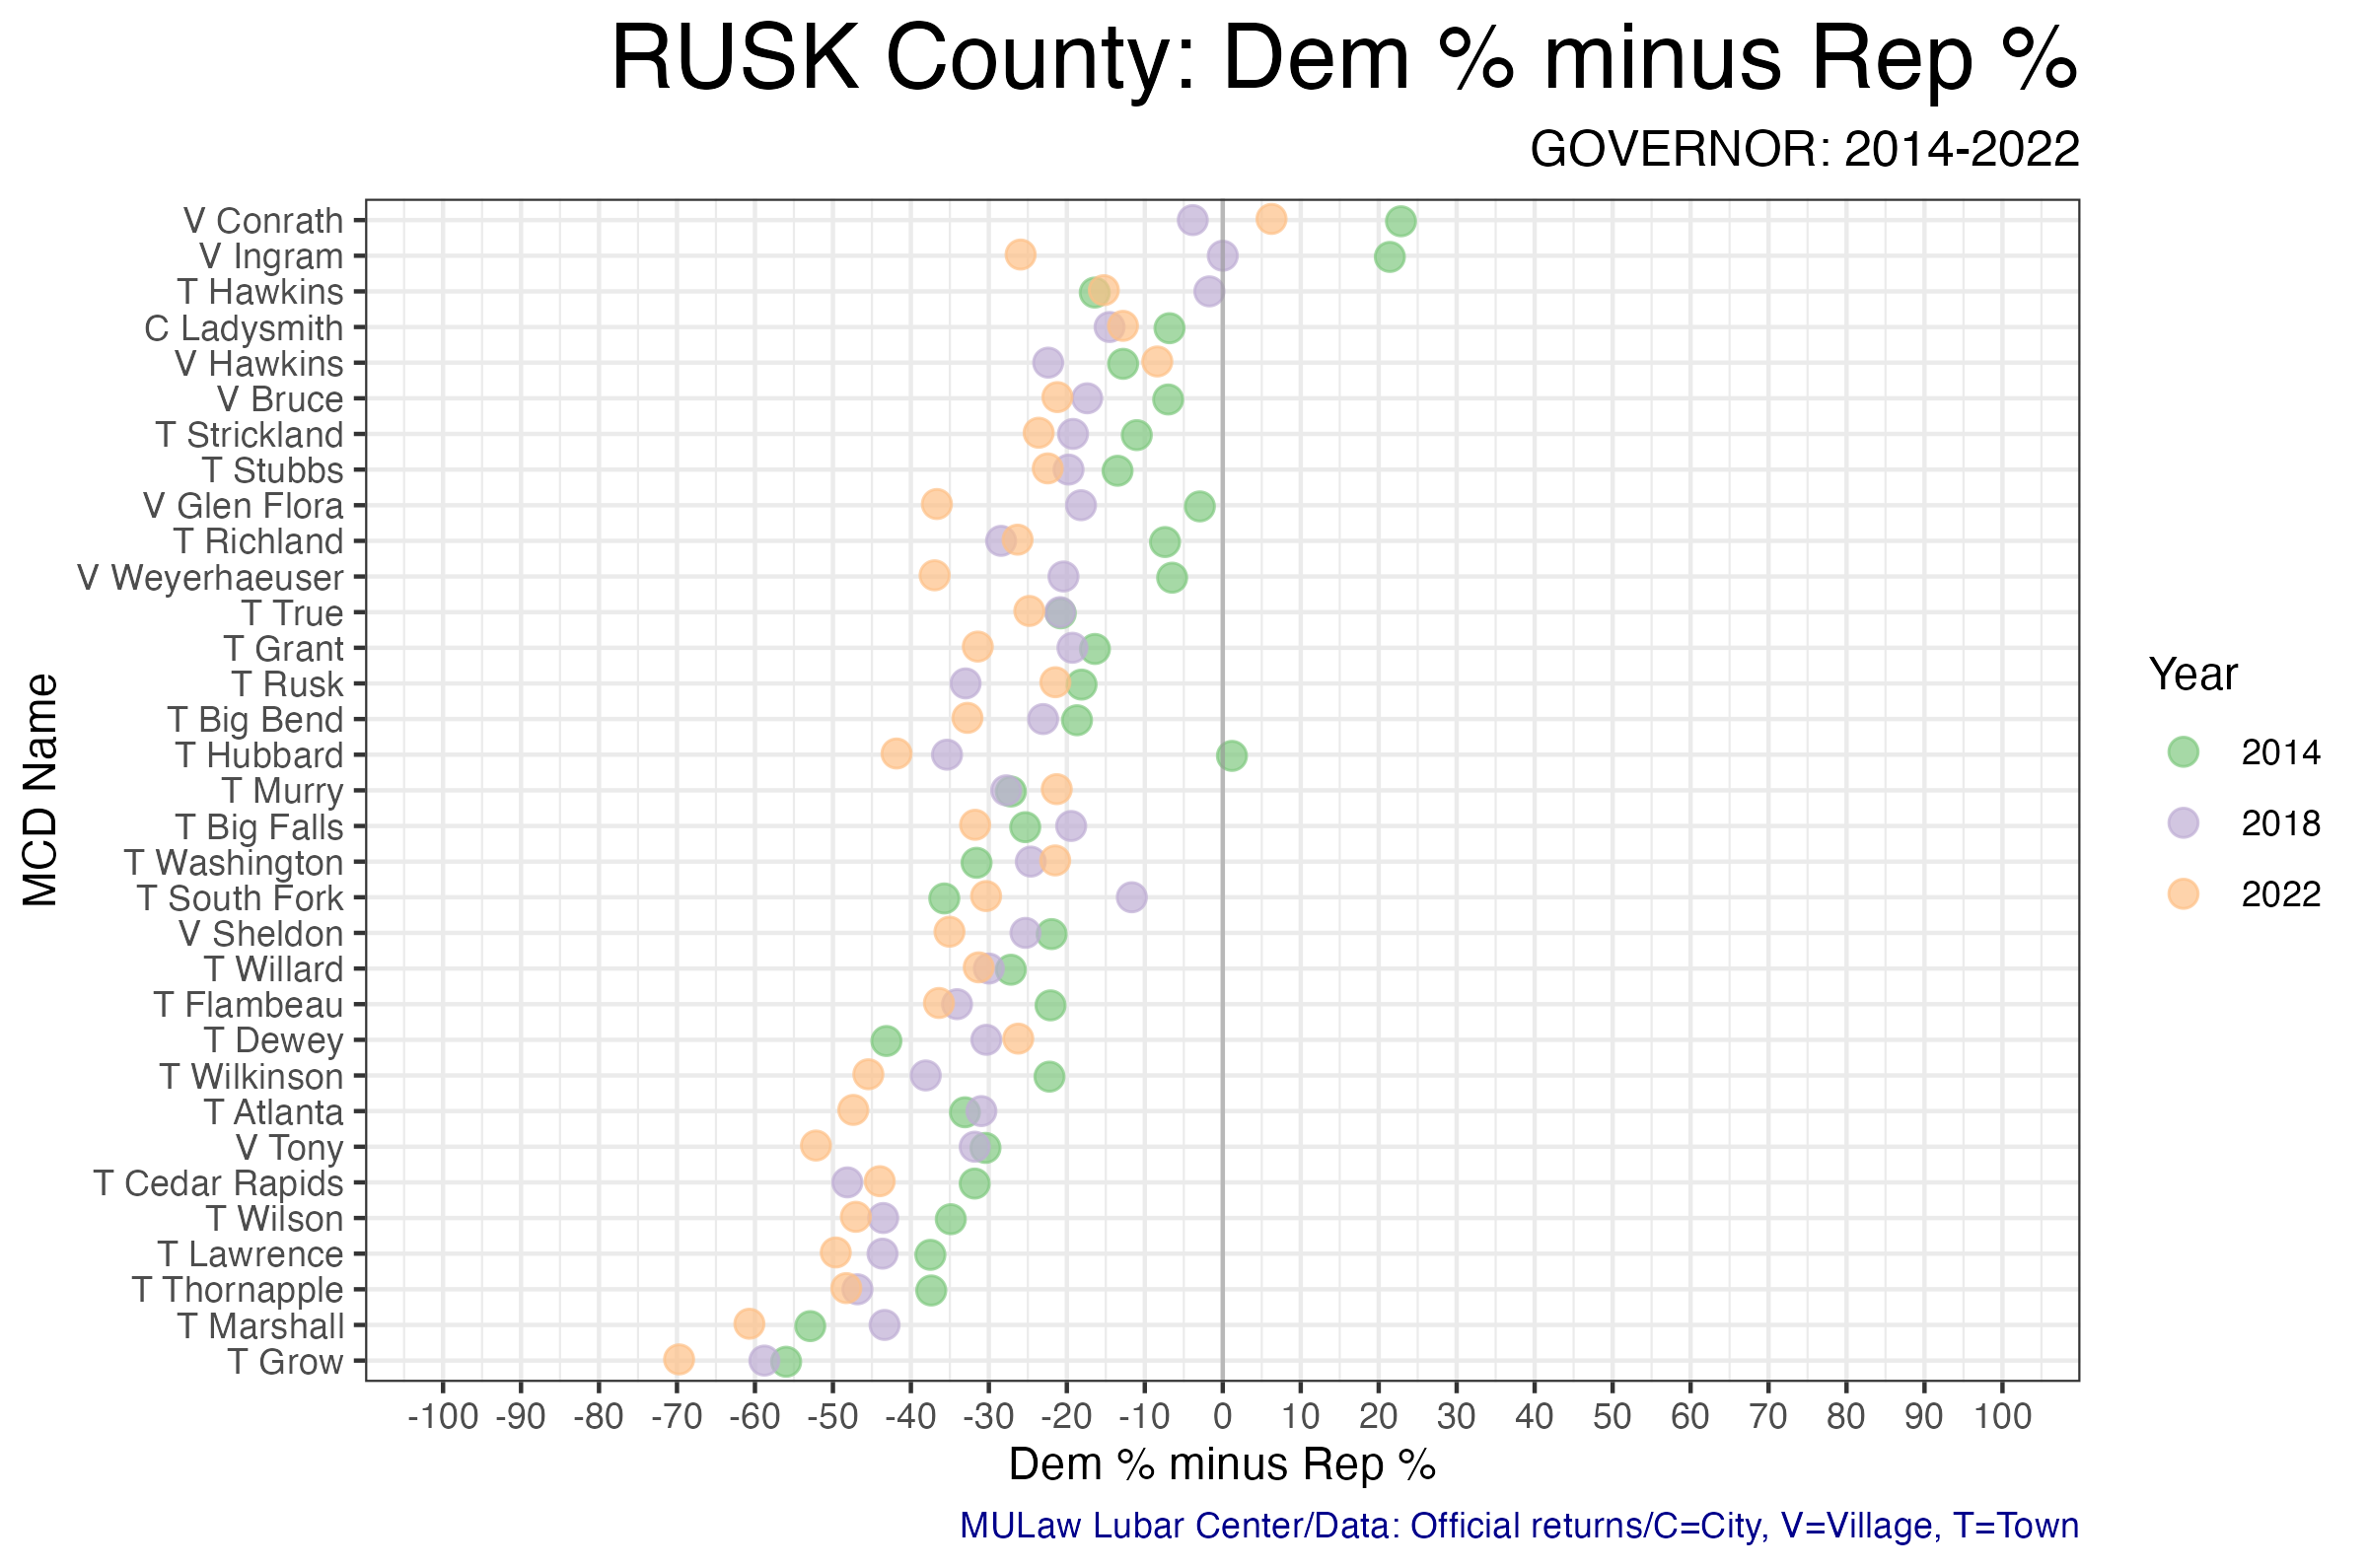 RUSK County: Dem % minus Rep %
GOVERNOR: 2014-2022
V Conrath
V Ingram
T Hawkins
C Ladysmith
V Hawkins
V Bruce
T Strickland
T Stubbs
V Glen Flora
T Richland
V Weyerhaeuser
T True
T Grant
T Rusk
T Big Bend
T Hubbard
T Murry
T Big Falls
T Washington
T South Fork
V Sheldon
T Willard
T Flambeau
T Dewey
T Wilkinson
T Atlanta
V Tony
T Cedar Rapids
T Wilson
T Lawrence
T Thornapple
T Marshall
T Grow
MCD Name
-100 -90 -80 -70 -60 -50 -40 -30 -20 -10 0 10 20 30 40 50 60 70 80 90 100
Dem % minus Rep %
Year
2014
2018
2022
MULaw Lubar Center/Data: Official returns/C=City, V=Village, T=Town